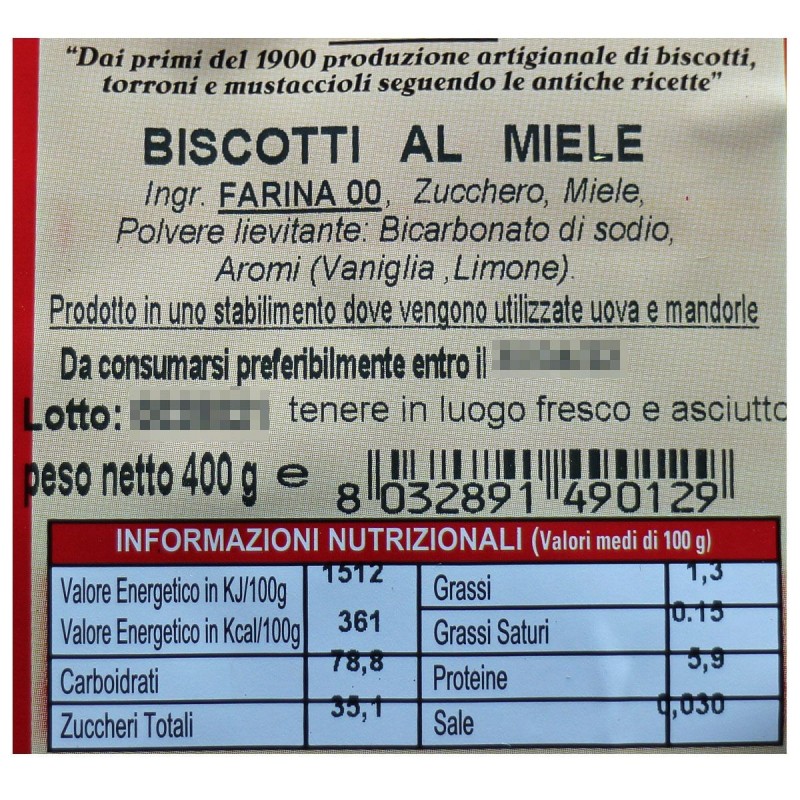 “Dai primi del 1900 produzione artigianale di biscotti,
torroni e mustaccioli seguendo le antiche ricette”
BISCOTTI AL MIELE
Ingr. FARINA 00, Zucchero, Miele,
Polvere lievitante: Bicarbonato di sodio,
Aromi (Vaniglia ,Limone).
Prodotto in uno stabilimento dove vengono utilizzate uova e mandorle
Da consumarsi preferibilmente entro il
Lotto: tenere in luogo fresco e asciutto
peso netto 400 g e 8 032891 490129
INFORMAZIONI NUTRIZIONALI (Valori medi di 100 g)
Valore Energetico in KJ/100g 1512
Valore Energetico in Kcal/100g 361
Carboidrati 78,8
Zuccheri Totali 35,1
Grassi 1,3
Grassi Saturi 0.15
Proteine 5,9
Sale 0,030